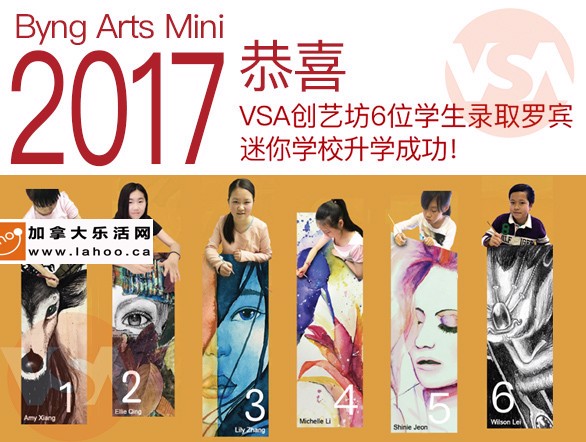 Byng Arts Mini
2017
恭喜
VSA
VSA创艺坊6位学生录取罗宾
迷你学校升学成功!
加拿大乐活网
www.lahoo.ca
VSA
1
2
3
4
5
6
Amy Xiang
Ellie Qing
Lily Zhang
Michelle Li
Shinie Jeon
Wilson Lei